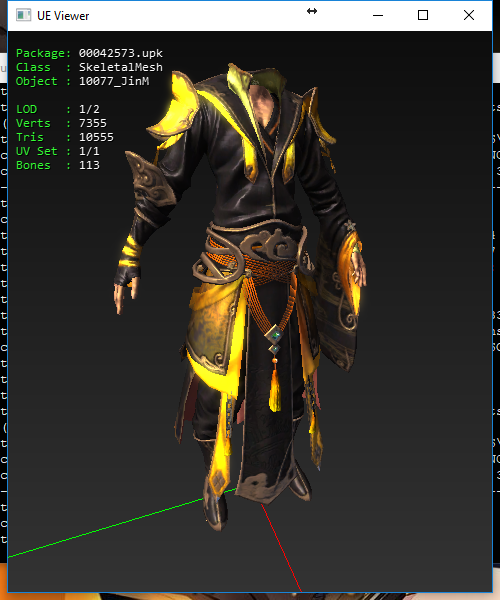 UE Viewer
Package: 00042573.upk
Class : SkeletalMesh
Object : 10077_JinM
LOD : 1/2
Verts : 7355
Tris : 10555
UV Set : 1/1
Bones : 113